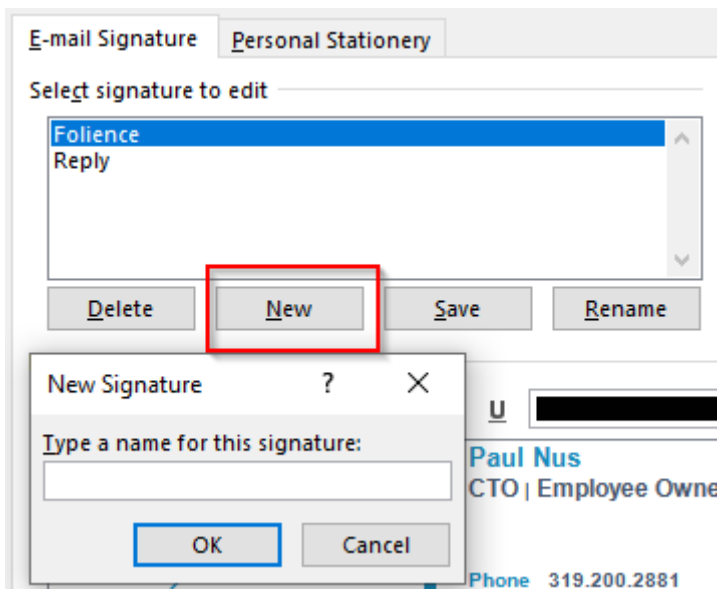 E-mail Signature Personal Stationery
Select signature to edit
Folience
Reply
Delete New Save Rename
New Signature ? X
U
Type a name for this signature:
Paul Nus
CTO | Employee Owne
OK Cancel
Phone 319.200.2881